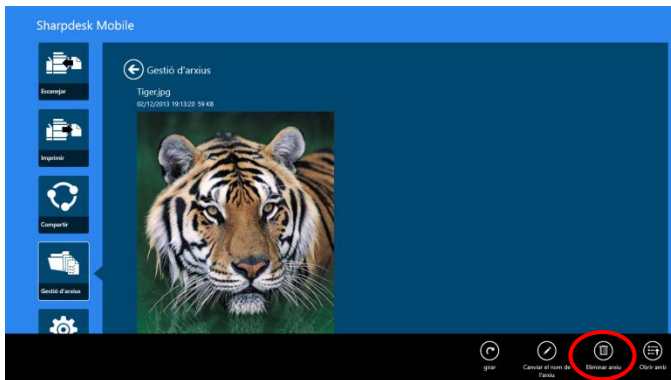 Sharpdesk Mobile
Escanejar
Imprimir
Compartir
Gestió d'arxius
Gestió d'arxius
Tiger.jpg
02/12/2013 19:13:20 59 KB
girar
Canviar el nom de
l'arxiu
Eliminar arxiu
Obrir amb